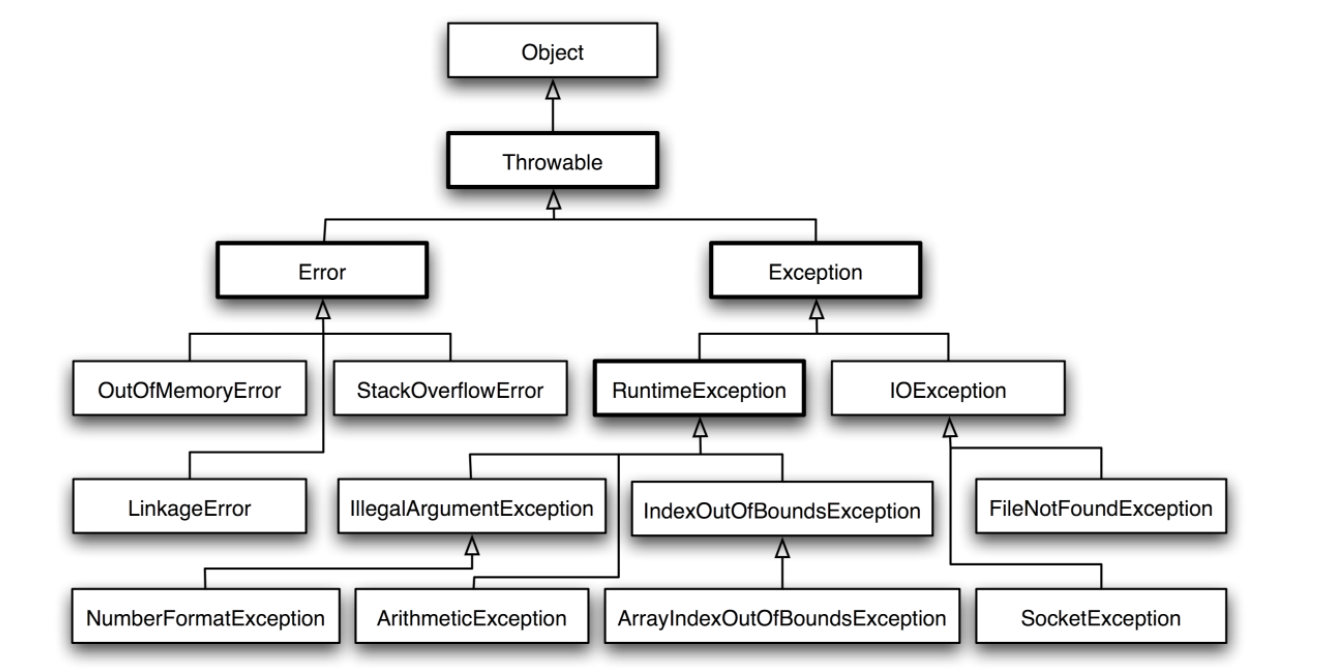 Object
Throwable
Error
Exception
OutOfMemoryError
StackOverflowError
RuntimeException
IOException
LinkageError
IllegalArgumentException
IndexOutOfBoundsException
FileNotFoundException
NumberFormatException
ArithmeticException
ArrayIndexOutOfBoundsException
SocketException